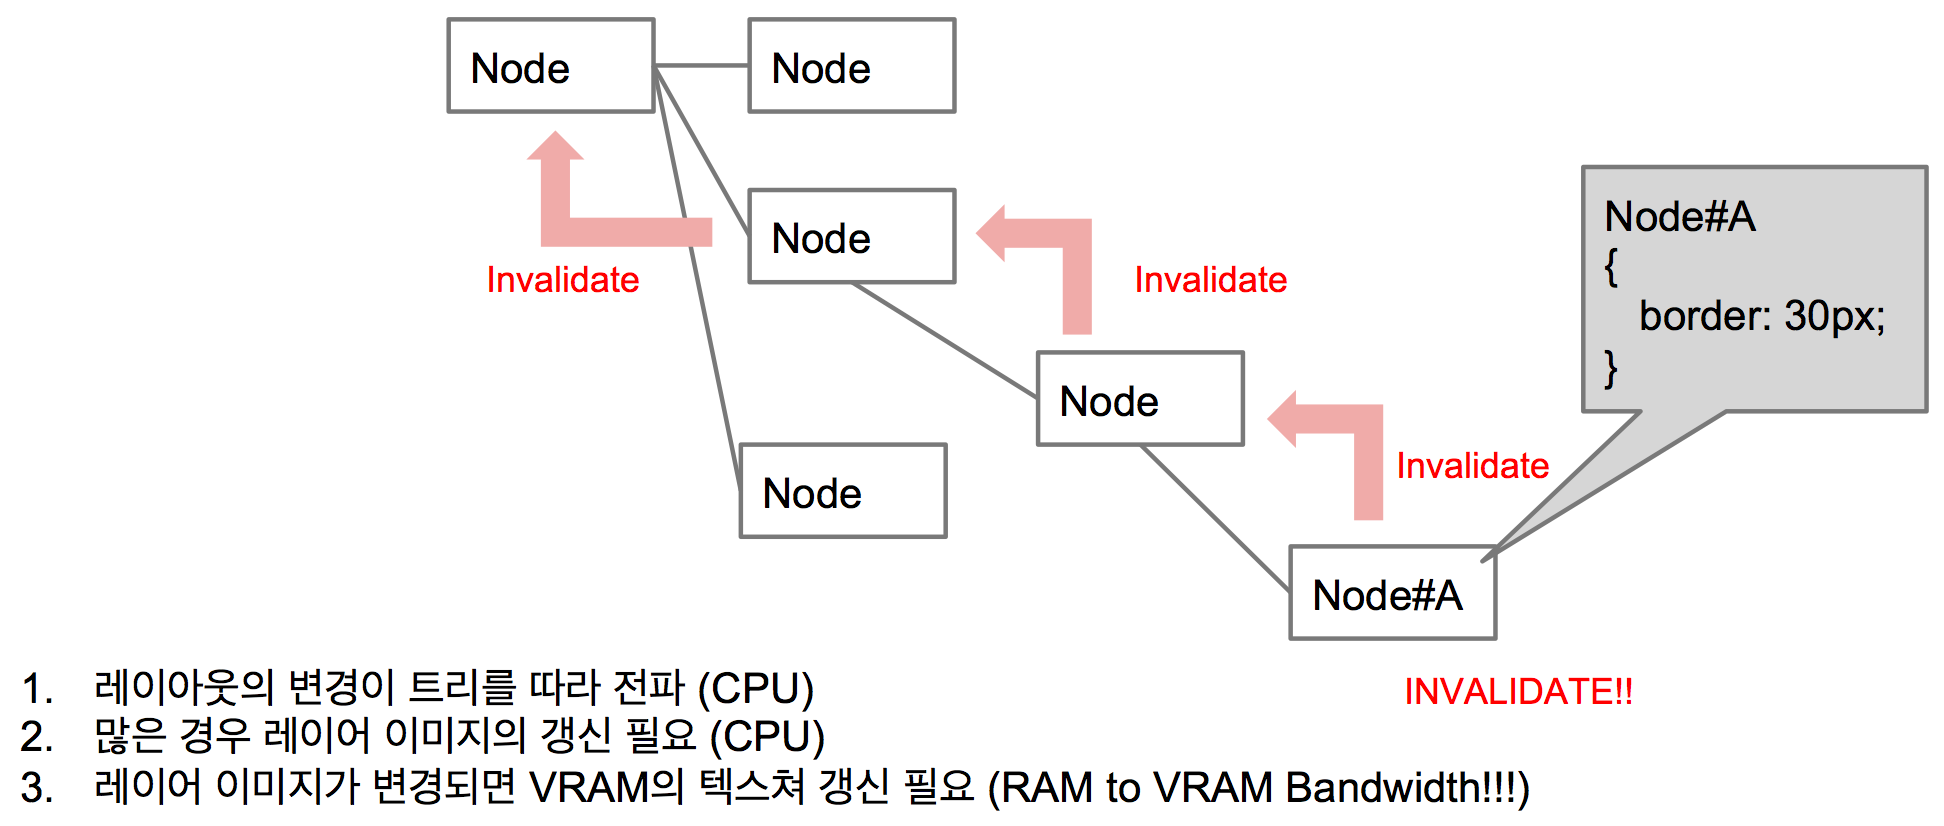 Node
Node
Node
Invalidate
Invalidate
Node#A
{
border: 30px;
}
Node
Invalidate
Node
Node#A
INVALIDATE!!
1. 레이아웃의 변경이 트리를 따라 전파 (CPU)
2. 많은 경우 레이어 이미지의 갱신 필요 (CPU)
3. 레이어 이미지가 변경되면 VRAM의 텍스쳐 갱신 필요 (RAM to VRAM Bandwidth!!!)